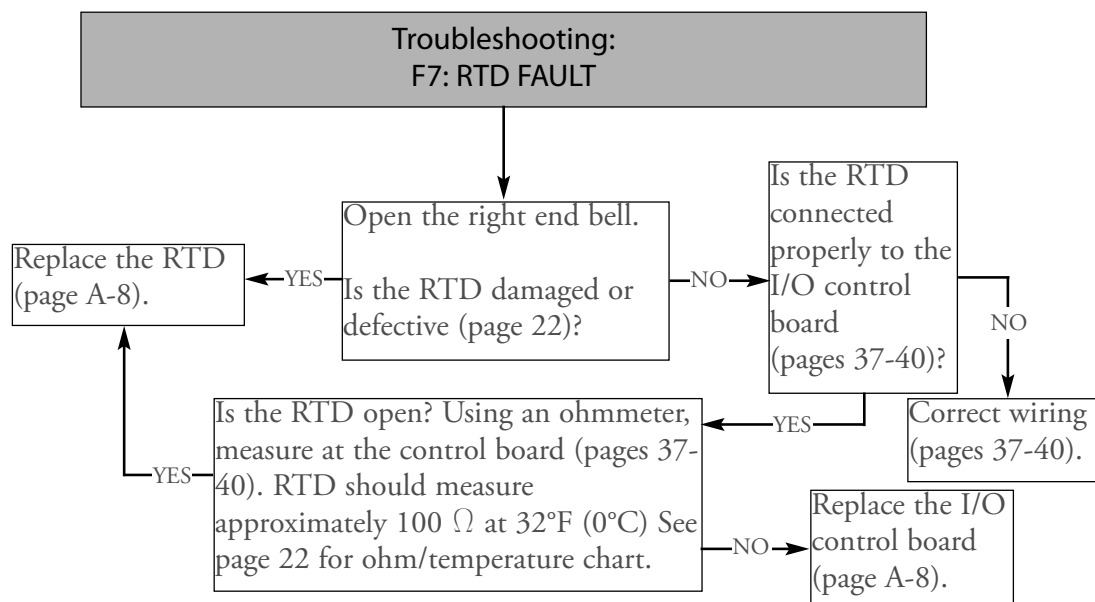 Troubleshooting:
F7: RTD FAULT
Open the right end bell.
Is the RTD damaged or
defective (page 22)?
YES
Replace the RTD
(page A-8).
NO
Is the RTD
connected
properly to the
I/O control
board
(pages 37-40)?
NO
Correct wiring
(pages 37-40).
YES
Is the RTD open? Using an ohmmeter,
measure at the control board (pages 37-
40). RTD should measure
approximately 100 Ω at 32°F (0°C) See
page 22 for ohm/temperature chart.
YES
NO
Replace the I/O
control board
(page A-8).